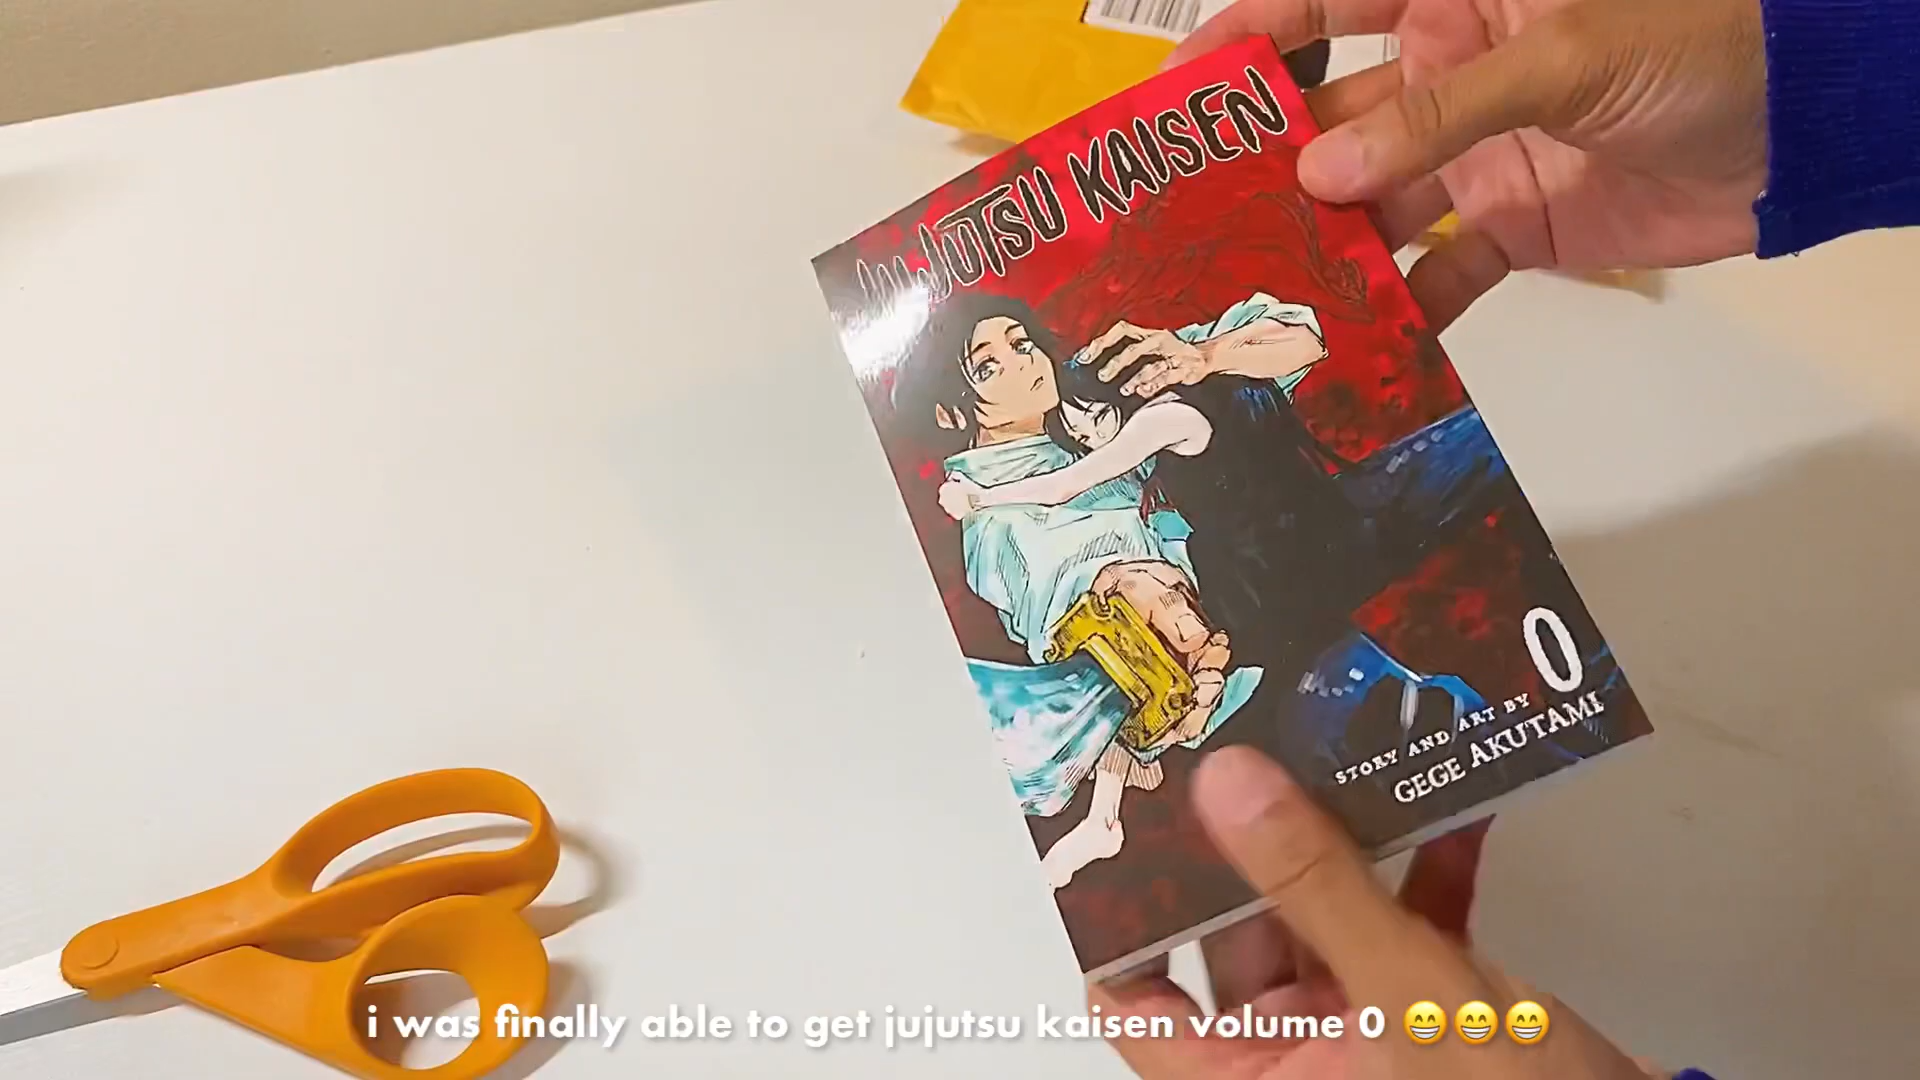 JUJUTSU KAISEN
0
STORY AND ART BY
GEGE AKUTAMI
i was finally able to get jujutsu kaisen volume 0 😁😁😁